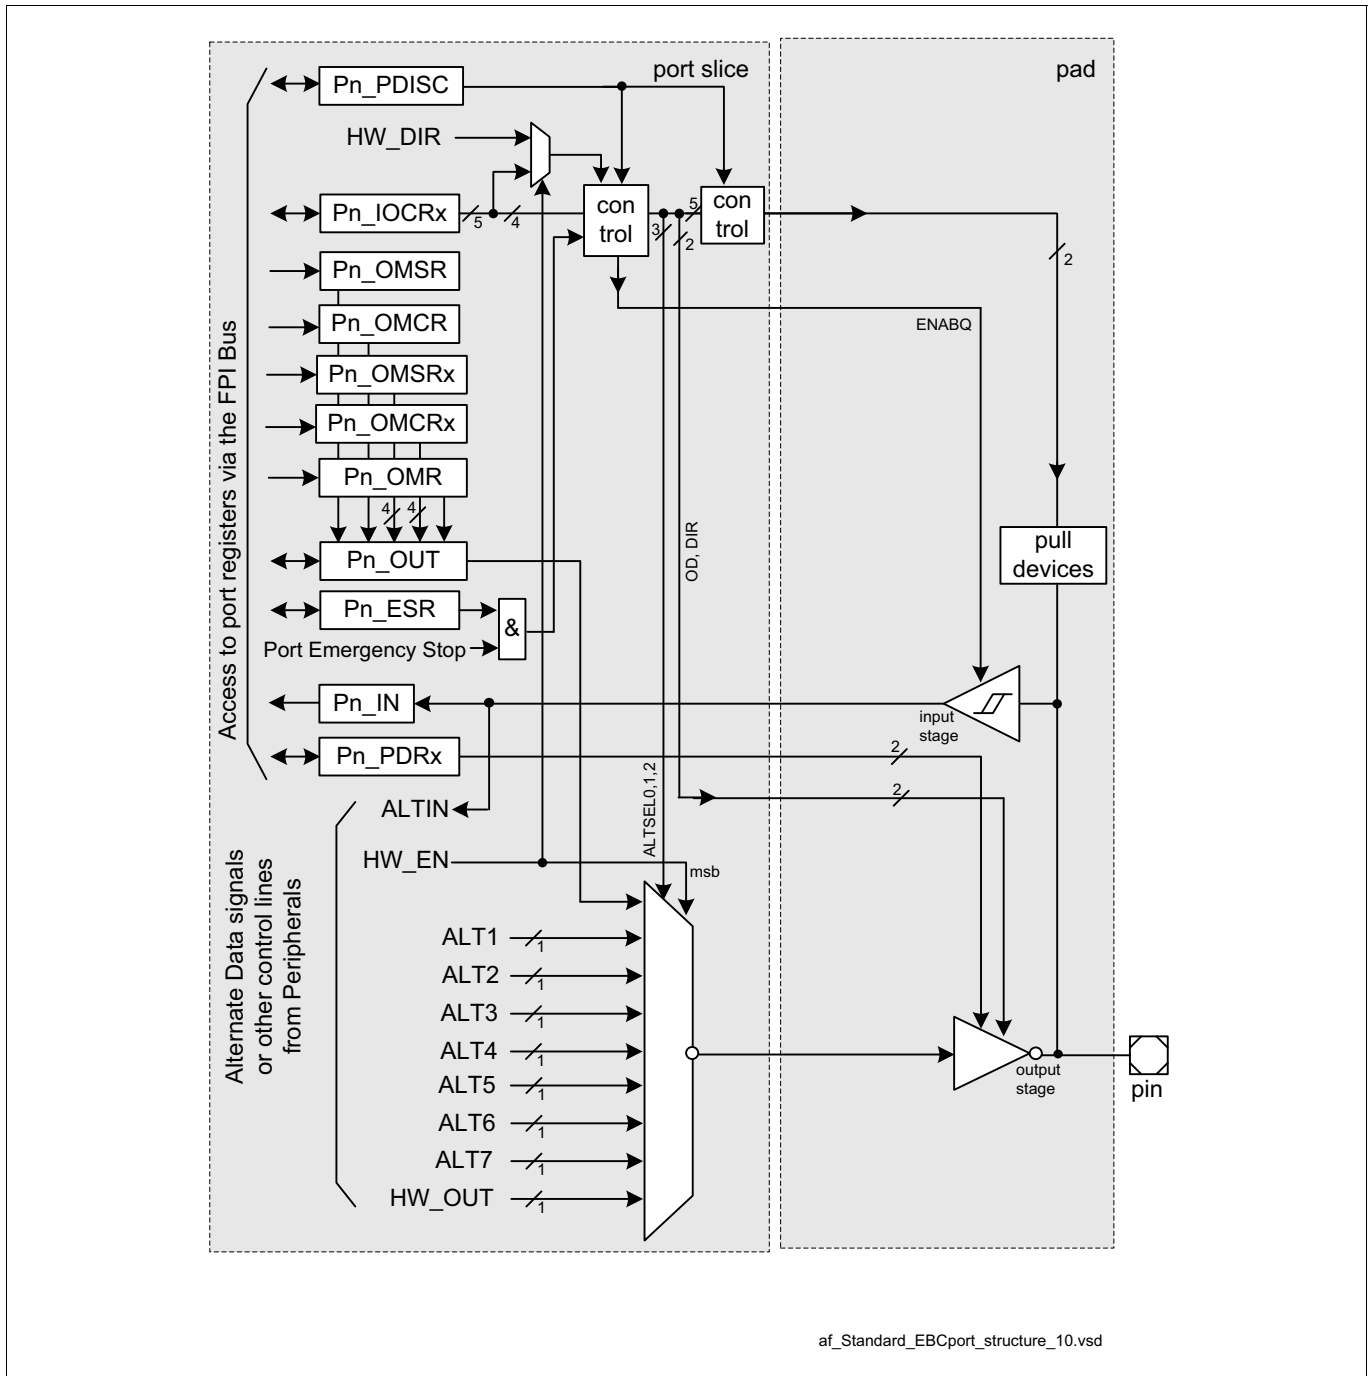 port slice
pad
Pn_PDISC
HW_DIR
Pn_IOCRx
5
4
con
trol
3
2
5
con
trol
2
Pn_OMSR
Pn_OMCR
ENABQ
Pn_OMSRx
Pn_OMCRx
Pn_OMR
4
4
Pn_OUT
pull
devices
OD, DIR
Pn_ESR
&
Port Emergency Stop
Access to port registers via the FPI Bus
Pn_IN
input
stage
Pn_PDRx
2
2
ALTIN
ALTSEL0,1,2
HW_EN
msb
Alternate Data signals
or other control lines
from Peripherals
ALT1
1
ALT2
1
ALT3
1
ALT4
1
ALT5
1
ALT6
1
ALT7
1
HW_OUT
1
output
stage
pin
af_Standard_EBCport_structure_10.vsd